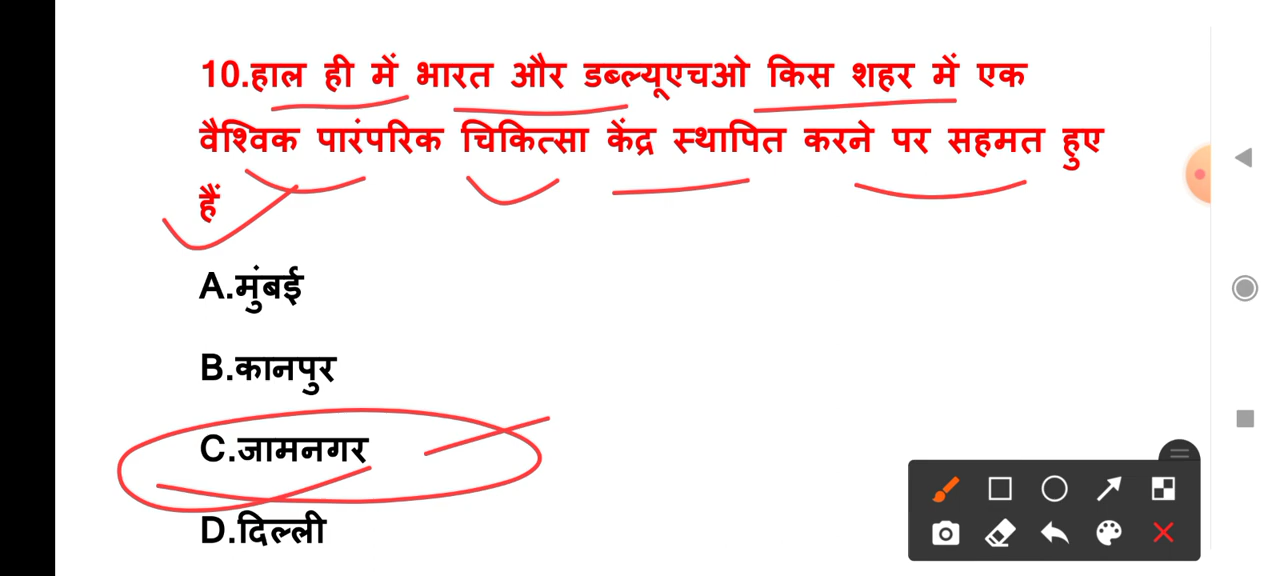 10.हाल ही में भारत और डब्ल्यूएचओ किस शहर में एक
वैश्विक पारंपरिक चिकित्सा केंद्र स्थापित करने पर सहमत हुए
हैं
A.मुंबई
B.कानपुर
C.जामनगर
D.दिल्ली